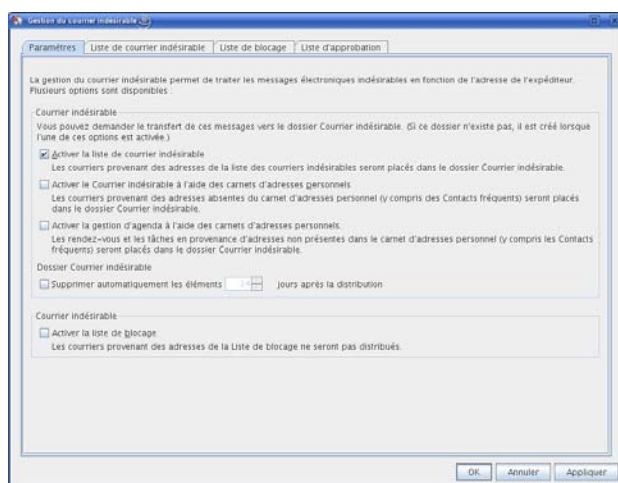 Gestion du courrier indésirable
Paramètres
Liste de courrier indésirable
Liste de blocage
Liste d'approbation
La gestion du courrier indésirable permet de traiter les messages électroniques indésirables en fonction de l'adresse de l'expéditeur.
Plusieurs options sont disponibles :
Courrier indésirable
Vous pouvez demander le transfert de ces messages vers le dossier Courrier indésirable. (Si ce dossier n'existe pas, il est créé lorsque
l'une de ces options est activée.)
Activer la liste de courrier indésirable
Les courriers provenant des adresses de la liste des courriers indésirables seront placés dans le dossier Courrier indésirable.
Activer le Courrier indésirable à l'aide des carnets d'adresses personnels
Les courriers provenant des adresses absentes du carnet d'adresses personnel (y compris des Contacts fréquents) seront placés
dans le dossier Courrier indésirable.
Activer la gestion d'agenda à l'aide des carnets d'adresses personnels.
Les rendez-vous et les tâches en provenance d'adresses non présentes dans le carnet d'adresses personnel (y compris les Contacts
fréquents) seront placés dans le dossier Courrier indésirable.
Dossier Courrier indésirable
Supprimer automatiquement les éléments
jours après la distribution
Courrier indésirable
Activer la liste de blocage
Les courriers provenant des adresses de la Liste de blocage ne seront pas distribués.
OK
Annuler
Appliquer